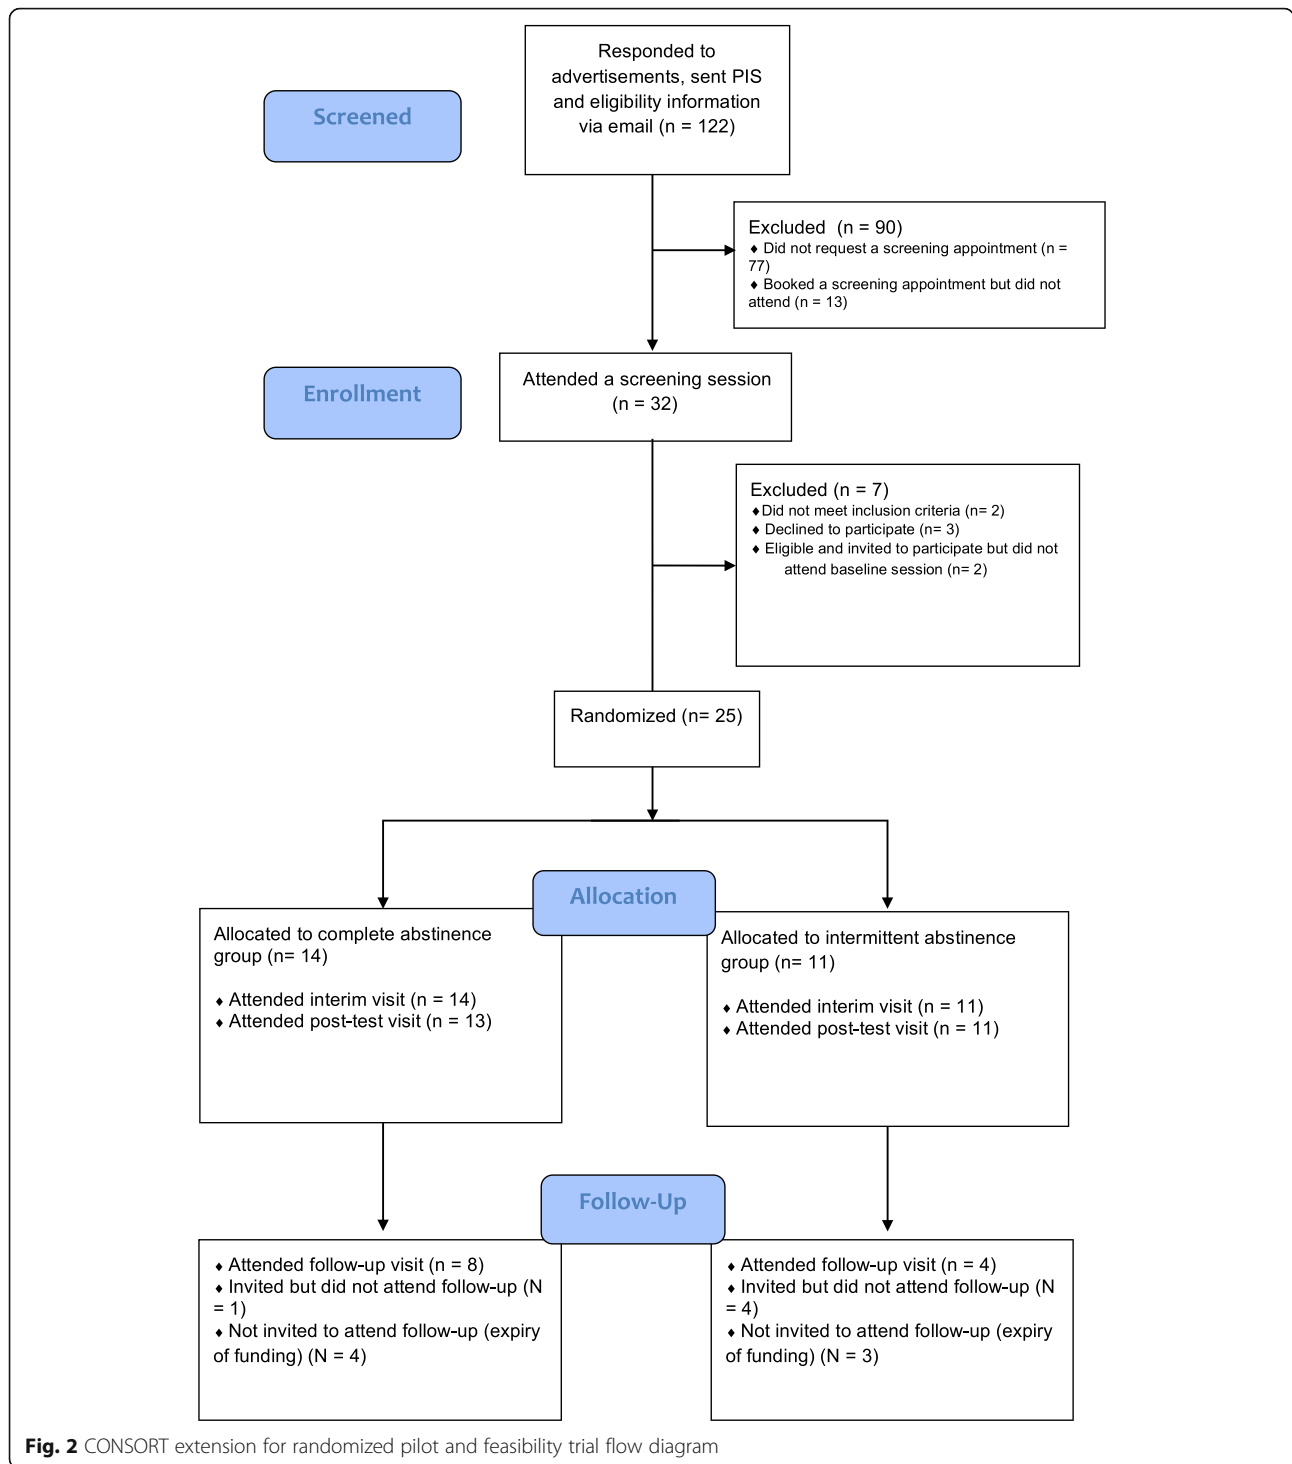 Responded to
advertisements, sent PIS
and eligibility information
via email (n = 122)
Screened
Excluded  (n = 90)
♦ Did not request a screening appointment (n =
77)
♦ Booked a screening appointment but did not
attend (n = 13)
Attended a screening session
(n = 32)
Enrollment
Excluded (n = 7)
♦Did not meet inclusion criteria (n= 2)
♦ Declined to participate (n= 3)
♦ Eligible and invited to participate but did not
attend baseline session (n= 2)
Randomized (n= 25)
Allocation
Allocated to complete abstinence
group (n= 14)
♦ Attended interim visit (n = 14)
♦ Attended post-test visit (n = 13)
Allocated to intermittent abstinence
group (n= 11)
♦ Attended interim visit (n = 11)
♦ Attended post-test visit (n = 11)
Follow-Up
♦ Attended follow-up visit (n = 8)
♦ Invited but did not attend follow-up (N
= 1)
♦ Not invited to attend follow-up (expiry
of funding) (N = 4)
♦ Attended follow-up visit (n = 4)
♦ Invited but did not attend follow-up (N
= 4)
♦ Not invited to attend follow-up (expiry
of funding) (N = 3)
Fig. 2 CONSORT extension for randomized pilot and feasibility trial flow diagram